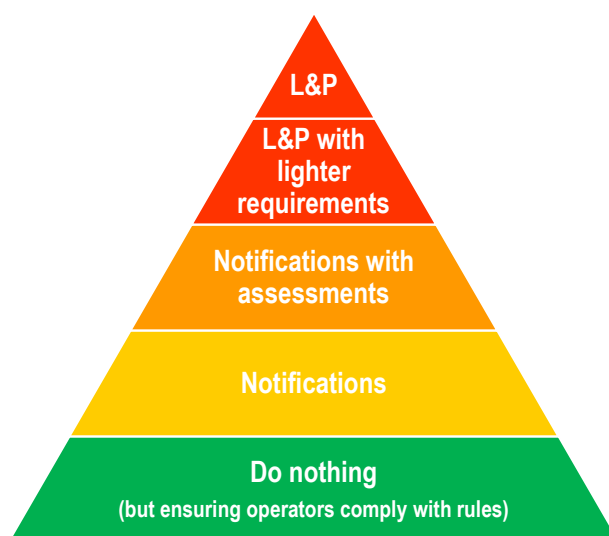 L&P
L&P with
lighter
requirements
Notifications with
assessments
Notifications
Do nothing
(but ensuring operators comply with rules)